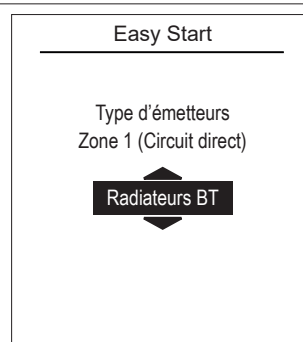 Easy Start
Type d'émetteurs
Zone 1 (Circuit direct)
Radiateurs BT